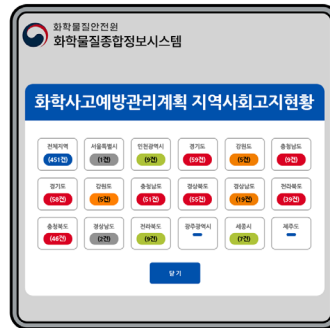 화학물질안전원
화학물질종합정보시스템
화학사고예방관리계획 지역사회고지현황
전체지역 서울특별시 인천광역시 경기도 강원도 충청남도
(451건) (1건) (9건) (59건) (5건) (9건)
경기도 강원도 충청남도 경상북도 경상남도 전라북도
(58건) (5건) (51건) (55건) (19건) (39건)
충청북도 경상남도 전라북도 광주광역시 세종시 제주도
(46건) (2건) (9건) (7건)
닫기